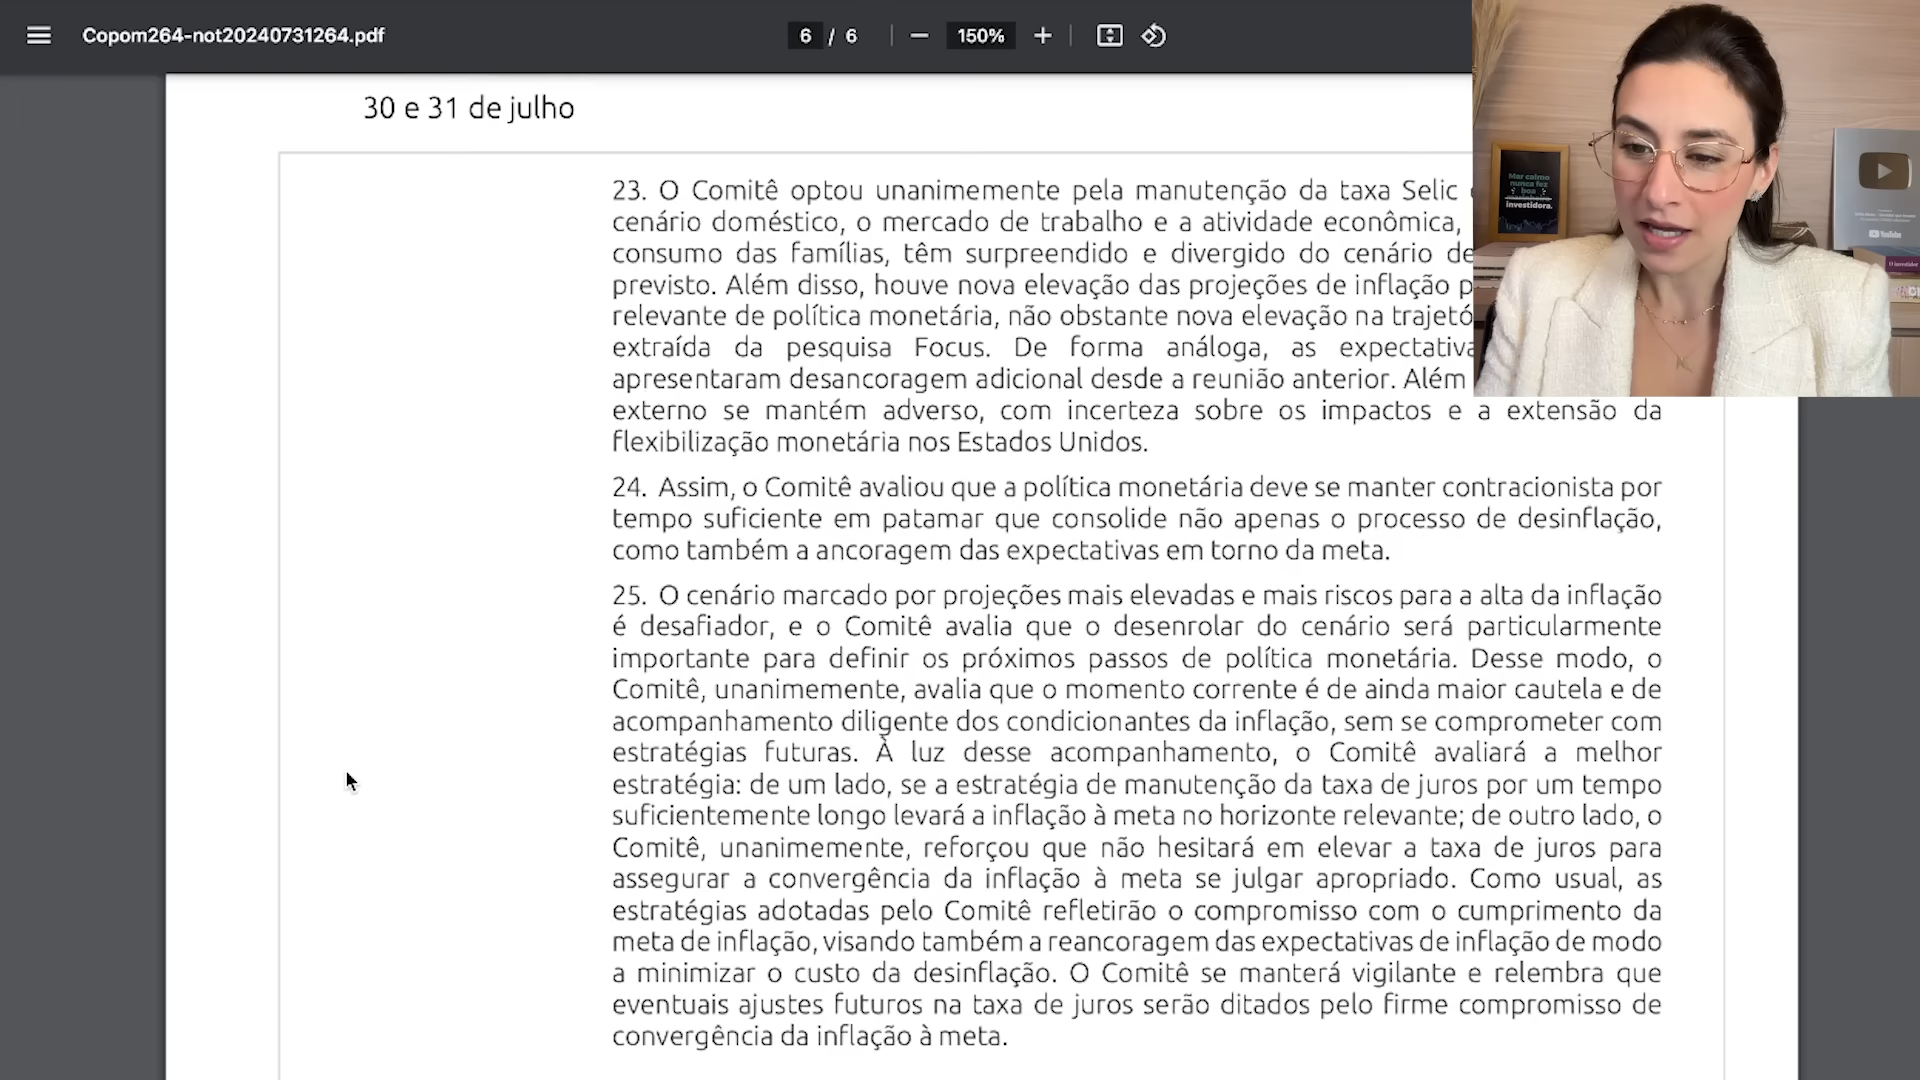 Copom264-not20240731264.pdf
6 / 6
150%
30 e 31 de julho
23. O Comitê optou unanimemente pela manutenção da taxa Selic
cenário doméstico, o mercado de trabalho e a atividade econômica,
consumo das famílias, têm surpreendido e divergido do cenário de
previsto. Além disso, houve nova elevação das projeções de inflação
relevante de política monetária, não obstante nova elevação na
extraída da pesquisa Focus. De forma análoga, as
apresentaram desancoragem adicional desde a reunião anterior. Além
externo se mantém adverso, com incerteza sobre os impactos e a extensão da
flexibilização monetária nos Estados Unidos.
24. Assim, o Comitê avaliou que a política monetária deve se manter contracionista por
tempo suficiente em patamar que consolide não apenas o processo de desinflação,
como também a ancoragem das expectativas em torno da meta.
25. O cenário marcado por projeções mais elevadas e mais riscos para a alta da inflação
é desafiador, e o Comitê avalia que o desenrolar do cenário será particularmente
importante para definir os próximos passos de política monetária. Desse modo, o
Comitê, unanimemente, avalia que o momento corrente é de ainda maior cautela e de
acompanhamento diligente dos condicionantes da inflação, sem se comprometer com
estratégias futuras. À luz desse acompanhamento, o Comitê avaliará a melhor
estratégia: de um lado, se a estratégia de manutenção da taxa de juros por um tempo
suficientemente longo levará a inflação à meta no horizonte relevante; de outro lado, o
Comitê, unanimemente, reforçou que não hesitará em elevar a taxa de juros para
assegurar a convergência da inflação à meta se julgar apropriado. Como usual, as
estratégias adotadas pelo Comitê refletirão o compromisso com o cumprimento da
meta de inflação, visando também a reancoragem das expectativas de inflação de modo
a minimizar o custo da desinflação. O Comitê se manterá vigilante e relembra que
eventuais ajustes futuros na taxa de juros serão ditados pelo firme compromisso de
convergência da inflação à meta.
Mar calmo
nunca fez
boa
investidora.
YouTube